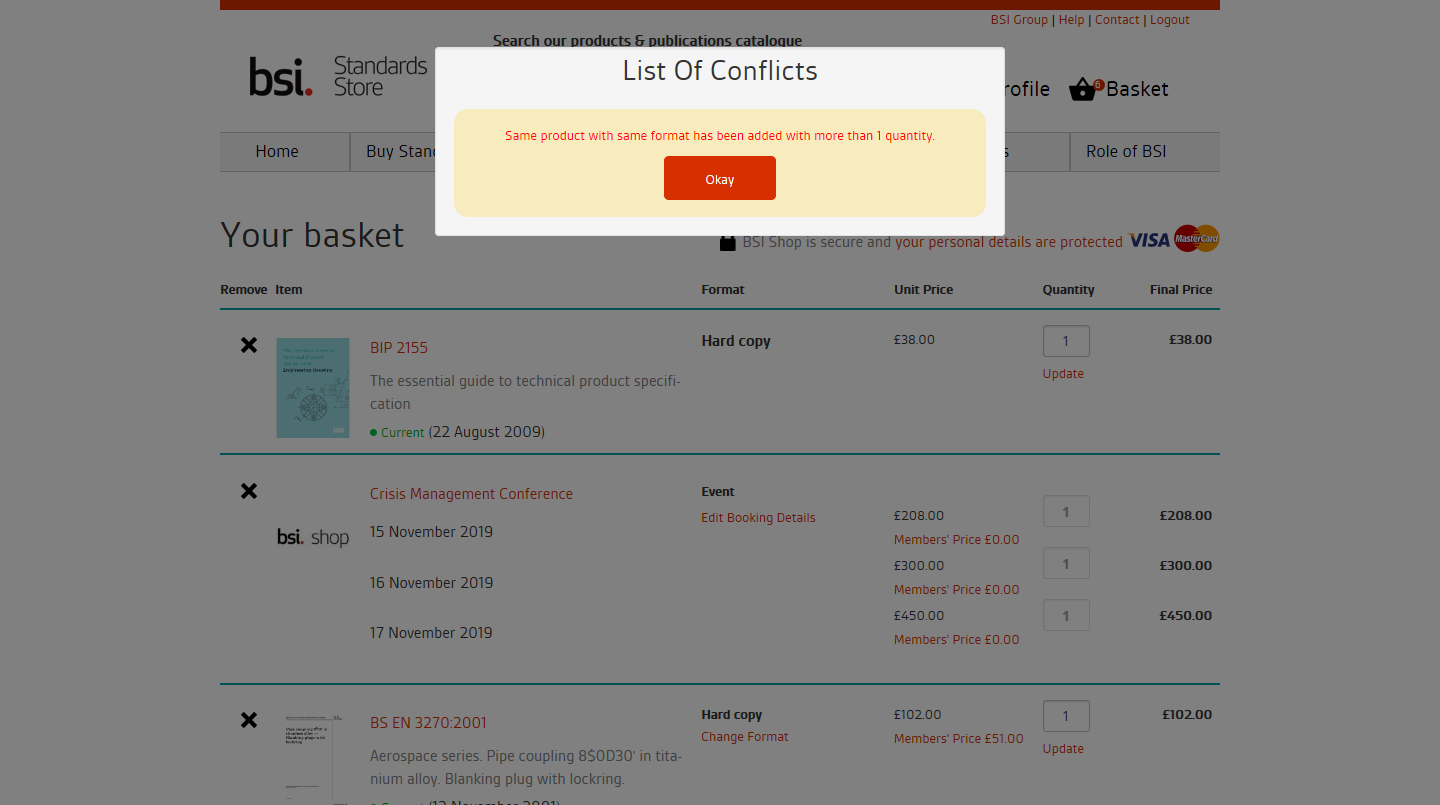 BSI Group | Help | Contact | Logout
Search our products & publications catalogue
bsi. Standards
Store
rofile
6
Basket
List Of Conflicts
Same product with same format has been added with more than 1 quantity.
Okay
Home
Buy Stan
s
Role of BSI
Your basket
BSI Shop is secure and your personal details are protected VISA MasterCard
Remove Item Format Unit Price Quantity Final Price
BIP 2155 Hard copy £38.00 1 £38.00
Update
The essential guide to technical product specifi-
cation
Current (22 August 2009)
Crisis Management Conference Event
Edit Booking Details
bsi. shop
15 November 2019 £208.00 1 £208.00
Members' Price £0.00
16 November 2019 £300.00 1 £300.00
Members' Price £0.00
17 November 2019 £450.00 1 £450.00
Members' Price £0.00
BS EN 3270:2001 Hard copy £102.00 1 £102.00
Change Format Members' Price £51.00 Update
Aerospace series. Pipe coupling 8$0D30' in tita-
nium alloy. Blanking plug with lockring.